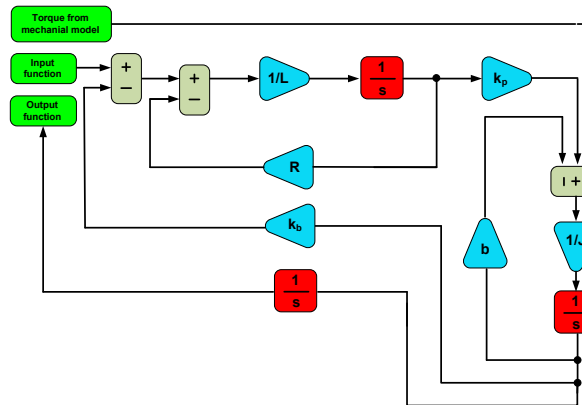 Torque from
mechanial model
Input
function
Output
function
+
−
+
−
1/L
1
s
kp
R
kb
1
s
b
I +
1/J
1
s